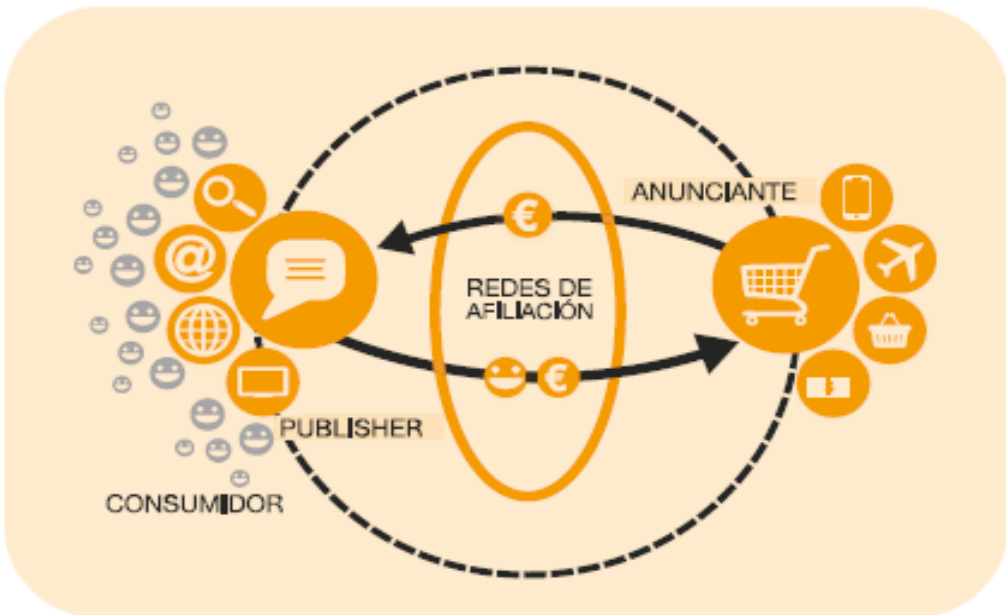 ANUNCIANTE
€
REDES DE
AFILIACIÓN
@
€
PUBLISHER
CONSUMIDOR